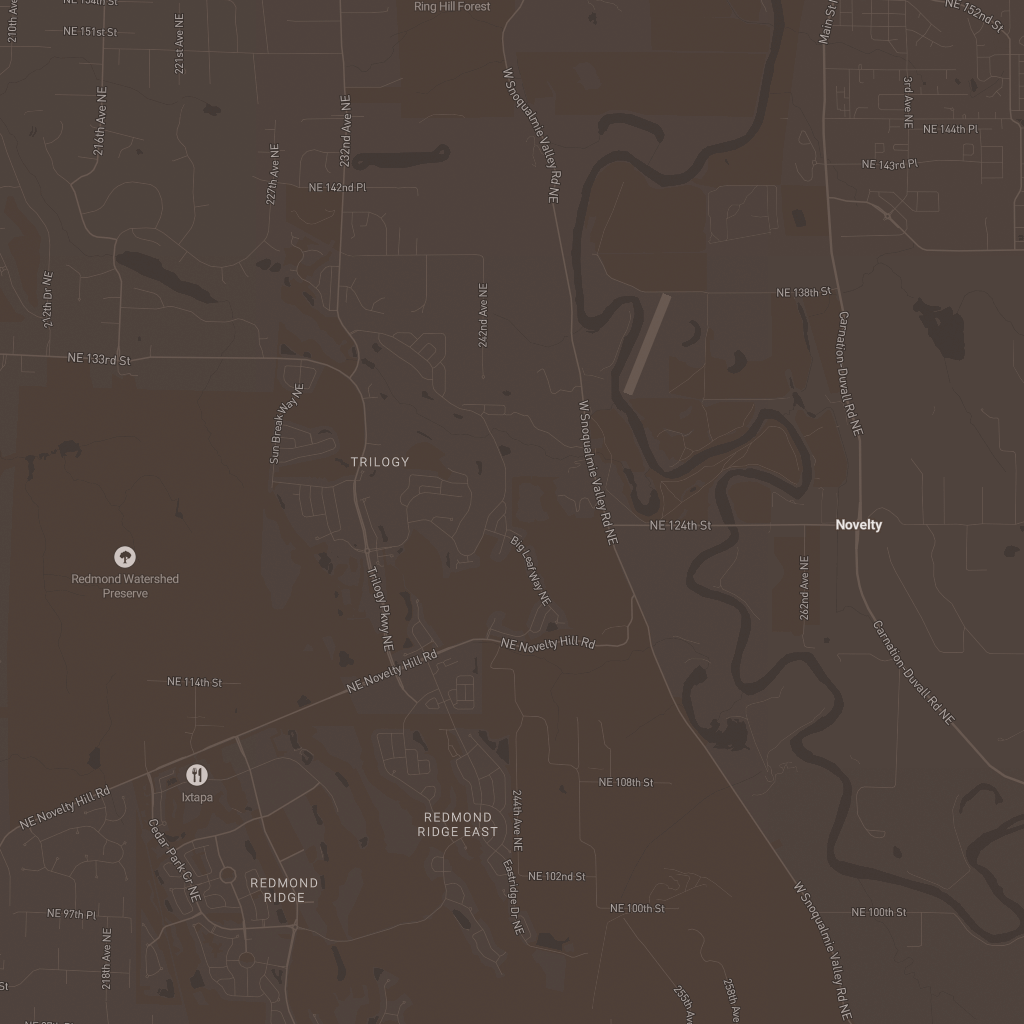 Ring Hill Forest
NE 152nd St
210th Ave NE
NE 151st St
221st Ave NE
Main St
3rd Ave NE
216th Ave NE
232nd Ave NE
W Snoqualmie Valley Rd NE
NE 144th Pl
227th Ave NE
NE 143rd Pl
NE 142nd Pl
212th Dr NE
242nd Ave NE
NE 138th St
Carnation-Duvall Rd NE
NE 133rd St
Sun Break Way NE
W Snoqualmie Valley Rd NE
TRILOGY
NE 124th St
Novelty
Big Leaf Way NE
Redmond Watershed
Preserve
262nd Ave NE
Trilogy Pkwy NE
NE Novelty Hill Rd
NE Novelty Hill Rd
Carnation-Duvall Rd NE
NE 114th St
Ixtapa
NE 108th St
NE Novelty Hill Rd
244th Ave NE
REDMOND
RIDGE EAST
Cedar Park Cr NE
NE 102nd St
REDMOND
RIDGE
Eastridge Dr NE
NE 100th St
NE 100th St
NE 97th Pl
218th Ave NE
W Snoqualmie Valley Rd NE
St
255th Av
258th Ave